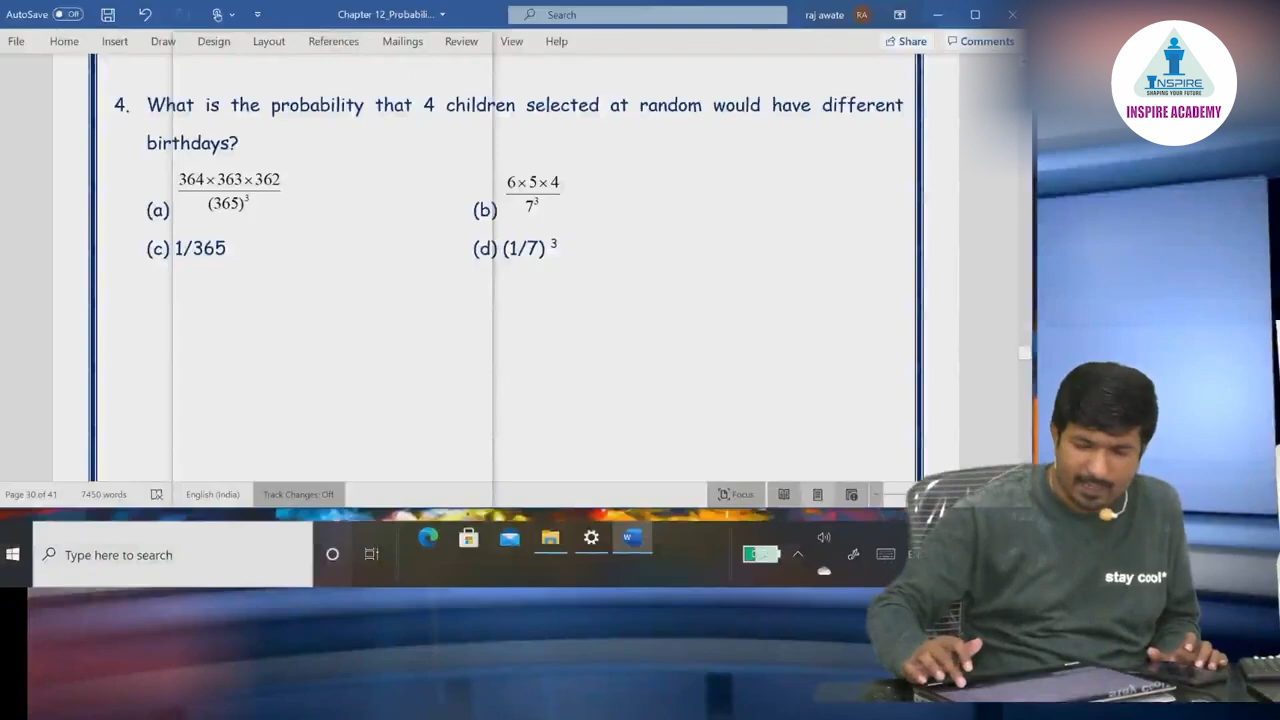 AutoSave Off Chapter 12_Probabili... Search raj awate RA
File Home Insert Draw Design Layout References Mailings Review View Help Share Comments
INSPIRE
SHAPING YOUR FUTURE
INSPIRE ACADEMY
4. What is the probability that 4 children selected at random would have different
birthdays?
(a) 364×363×362 / (365)³ (b) 6×5×4 / 7³
(c) 1/365 (d) (1/7) ³
Page 30 of 41 7450 words English (India) Track Changes: Off Focus
Type here to search
stay cool*